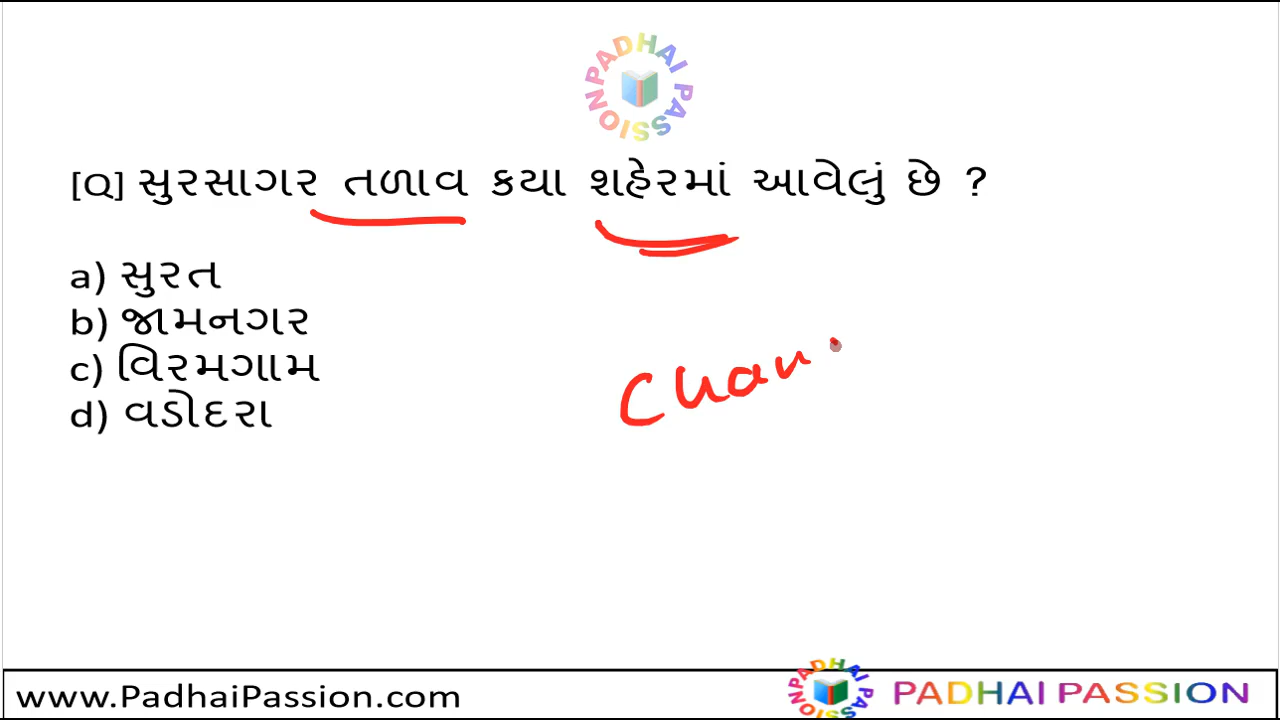 PADHAI PASSION
[Q] સુરસાગર તળાવ કયા શહેરમાં આવેલું છે ?
a) સુરત
b) જામનગર
c) વિરમગામ
d) વડોદરા
Chan
www.PadhaiPassion.com
PADHAI PASSION
PADHAI PASSION